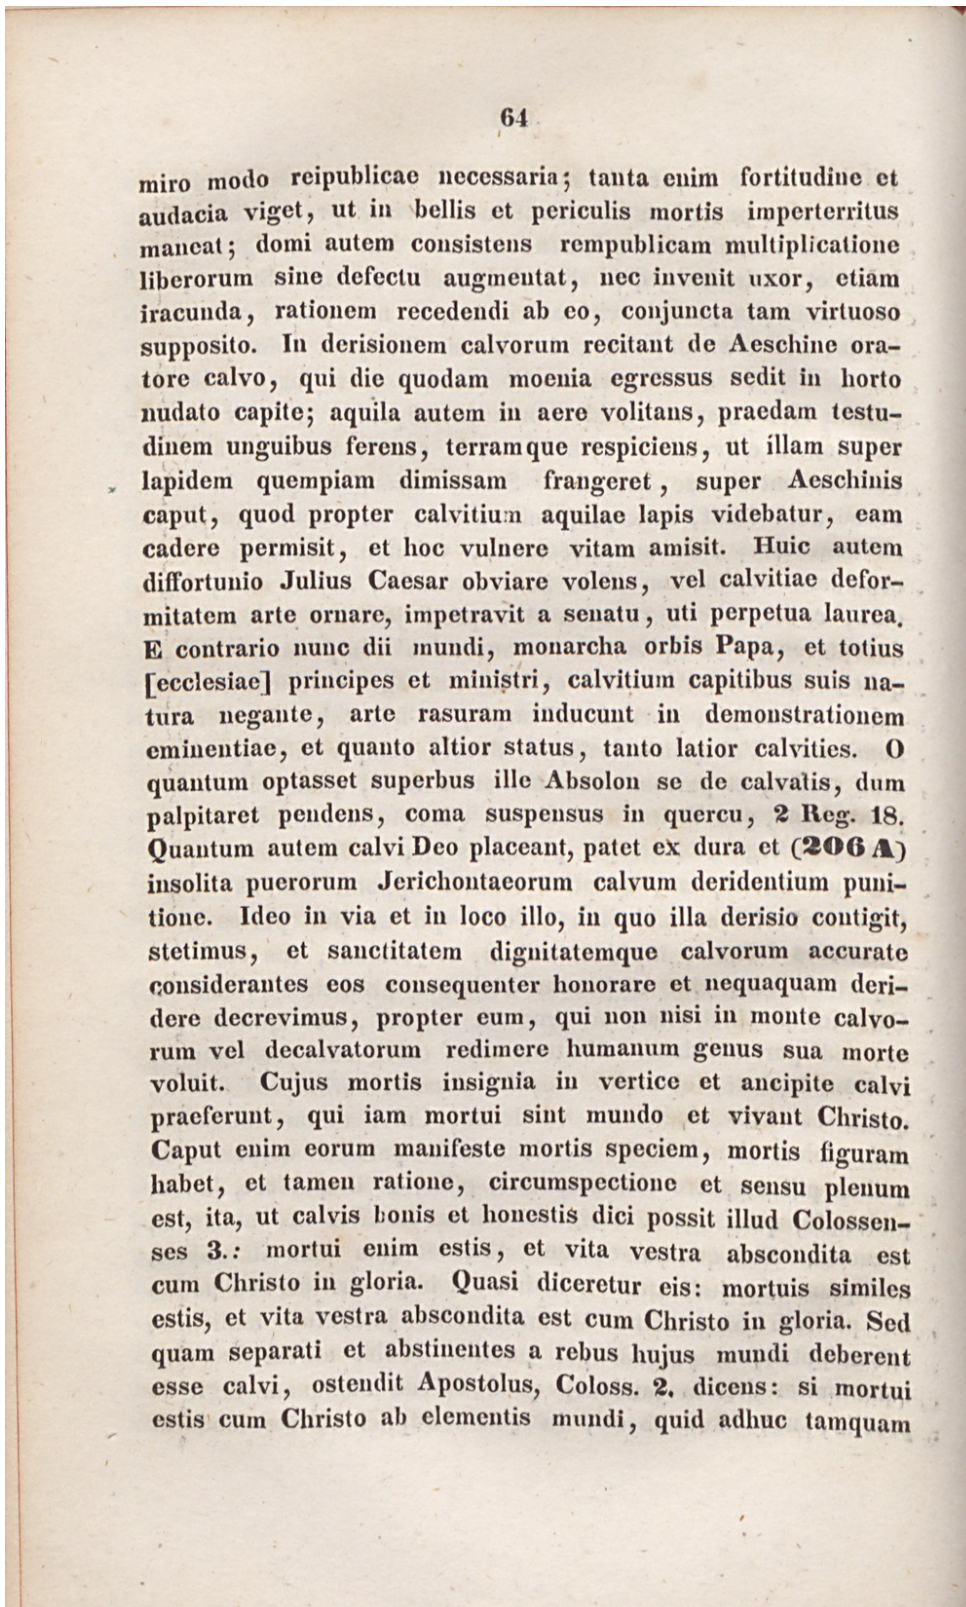 64
miro modo reipublicae necessaria; tanta enim fortitudine et
audacia viget, ut in bellis et periculis mortis imperterritus
maneat; domi autem consistens rempublicam multiplicatione
liberorum sine defectu augmentat, nec invenit uxor, etiam
iracunda, rationem recedendi ab eo, conjuncta tam virtuoso
supposito. In derisionem calvorum recitant de Aeschine ora-
tore calvo, qui die quodam moenia egressus sedit in horto
nudato capite; aquila autem in aere volitans, praedam testu-
dinem unguibus ferens, terramque respiciens, ut illam super
lapidem quempiam dimissam frangeret, super Aeschinis
caput, quod propter calvitium aquilae lapis videbatur, eam
cadere permisit, et hoc vulnere vitam amisit. Huic autem
diffortunio Julius Caesar obviare volens, vel calvitiae defor-
mitatem arte ornare, impetravit a senatu, uti perpetua laurea.
E contrario nunc dii mundi, monarcha orbis Papa, et totius
[ecclesiae] principes et ministri, calvitium capitibus suis na-
tura negante, arte rasuram inducunt in demonstrationem
eminentiae, et quanto altior status, tanto latior calvities. O
quantum optasset superbus ille Absolon se de calvatis, dum
palpitaret pendens, coma suspensus in quercu, 2 Reg. 18.
Quantum autem calvi Deo placeant, patet ex dura et (206 A)
insolita puerorum Jerichontaeorum calvum deridentium puni-
tione. Ideo in via et in loco illo, in quo illa derisio contigit,
stetimus, et sanctitatem dignitatemque calvorum accurate
considerantes eos consequenter honorare et nequaquam deri-
dere decrevimus, propter eum, qui non nisi in monte calvo-
rum vel decalvatorum redimere humanum genus sua morte
voluit. Cujus mortis insignia in vertice et ancipite calvi
praeferunt, qui iam mortui sint mundo et vivant Christo.
Caput enim eorum manifeste mortis speciem, mortis figuram
habet, et tamen ratione, circumspectione et sensu plenum
est, ita, ut calvis bonis et honestis dici possit illud Colossen-
ses 3.: mortui enim estis, et vita vestra abscondita est
cum Christo in gloria. Quasi diceretur eis: mortuis similes
estis, et vita vestra abscondita est cum Christo in gloria. Sed
quam separati et abstinentes a rebus hujus mundi deberent
esse calvi, ostendit Apostolus, Coloss. 2. dicens: si mortui
estis cum Christo ab elementis mundi, quid adhuc tamquam